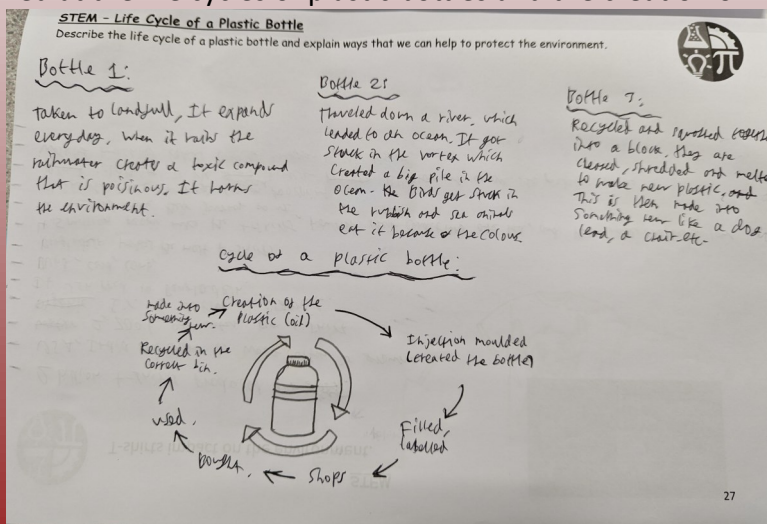 STEM – Life Cycle of a Plastic Bottle
Describe the life cycle of a plastic bottle and explain ways that we can help to protect the environment.
Bottle 1:
Taken to landfull, It expands
everyday, when it rains the
rainwater creates a toxic compound
that is poisinous. It harms
the environment.
Bottle 2:
traveled down a river, which
leaded to an ocean. It got
stuck in the vortex which
created a big pile in the
ocean. the Birds get stuck in
the rubbish and sea animals
eat it because of the colour.
Bottle 3:
Recycled and squashed together
into a block. they are
cleaned, shredded and melted
to make new plastic, and
This is then made into
Something new like a dog
lead, a chair etc.
Cycle of a plastic bottle:
Creation of the
Plastic (oil)
Injection moulded
(created the bottle)
Filled,
labelled
Shops
bought.
used.
Recycled in the
correct bin.
made into
Something new.
27